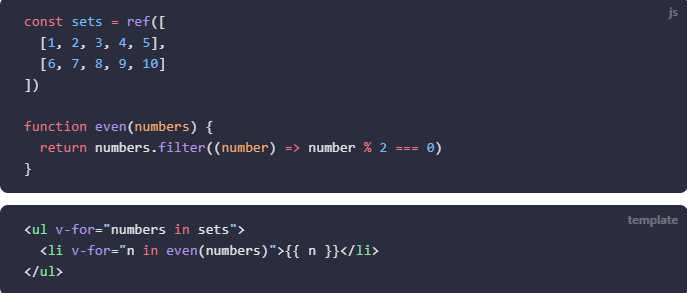 js
const sets = ref([
  [1, 2, 3, 4, 5],
  [6, 7, 8, 9, 10]
])

function even(numbers) {
  return numbers.filter((number) => number % 2 === 0)
}
template
<ul v-for="numbers in sets">
  <li v-for="n in even(numbers)">{{ n }}</li>
</ul>